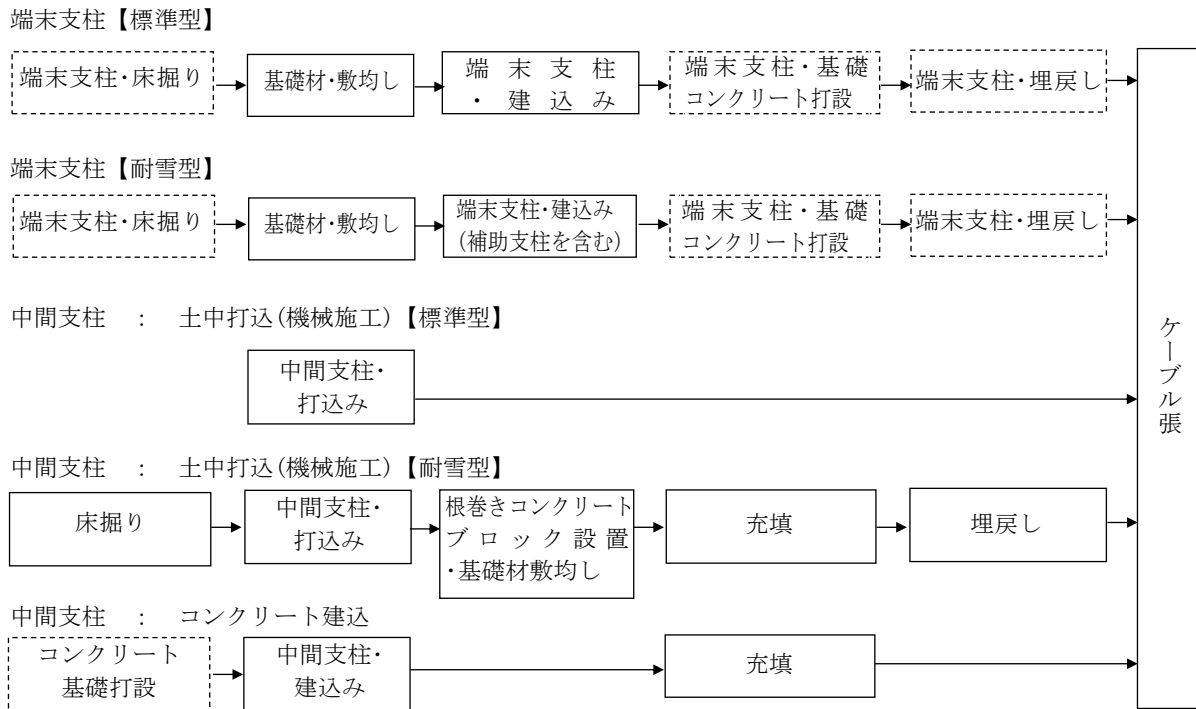 端末支柱【標準型】
端末支柱・床掘り
基礎材・敷均し
端末支柱
・建込み
端末支柱・基礎
コンクリート打設
端末支柱・埋戻し
端末支柱【耐雪型】
端末支柱・床掘り
基礎材・敷均し
端末支柱・建込み
(補助支柱を含む)
端末支柱・基礎
コンクリート打設
端末支柱・埋戻し
中間支柱 : 土中打込(機械施工)【標準型】
中間支柱・
打込み
中間支柱 : 土中打込(機械施工)【耐雪型】
床掘り
中間支柱・
打込み
根巻きコンクリート
ブロック設置
・基礎材敷均し
充填
埋戻し
中間支柱 : コンクリート建込
コンクリート
基礎打設
中間支柱・
建込み
充填
ケーブル張